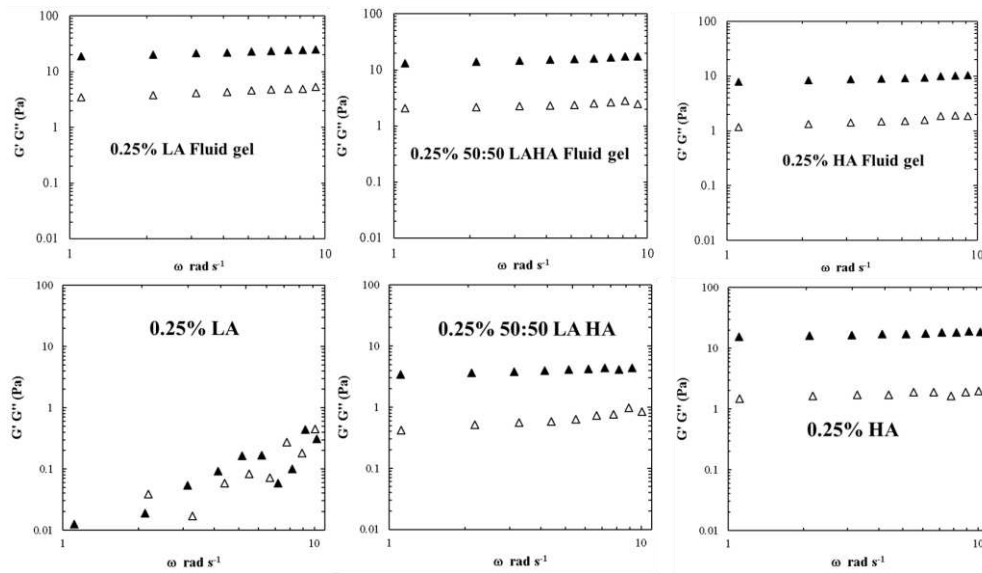 100
10
1
0.1
0.01
G' G" (Pa)
0.25% LA Fluid gel
1
10
ω rad s⁻¹
100
10
1
0.1
0.01
G' G" (Pa)
0.25% 50:50 LAHA Fluid gel
1
10
ω rad s⁻¹
100
10
1
0.1
0.01
G' G" (Pa)
0.25% HA Fluid gel
1
10
ω rad s⁻¹
100
10
1
0.1
0.01
G' G" (Pa)
0.25% LA
1
10
ω rad s⁻¹
100
10
1
0.1
0.01
G' G" (Pa)
0.25% 50:50 LA HA
1
10
ω rad s⁻¹
100
10
1
0.1
0.01
G' G" (Pa)
0.25% HA
1
10
ω rad s⁻¹